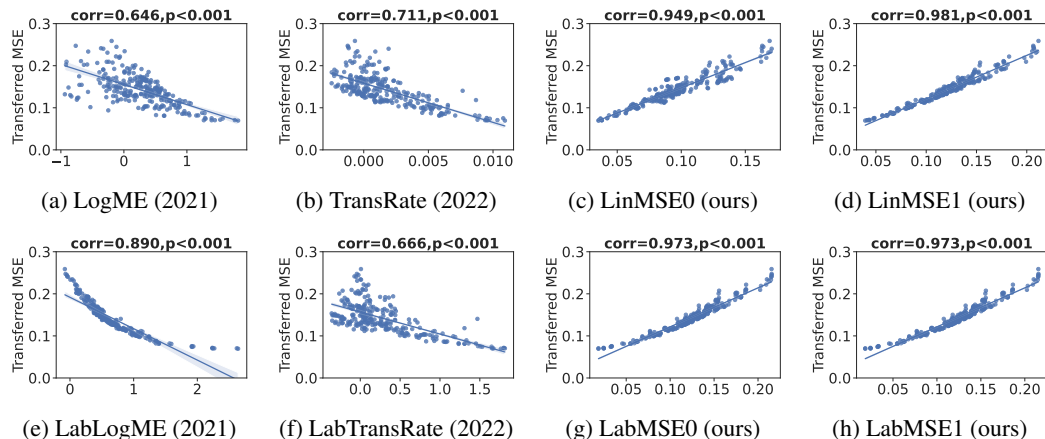 corr=0.646,p<0.001 corr=0.711,p<0.001 corr=0.949,p<0.001 corr=0.981,p<0.001
Transferred MSE Transferred MSE Transferred MSE Transferred MSE
0.3 0.3 0.3 0.3
0.2 0.2 0.2 0.2
0.1 0.1 0.1 0.1
0.0 0.0 0.0 0.0
−1 0 1 0.000 0.005 0.010 0.05 0.10 0.15 0.05 0.10 0.15 0.20
(a) LogME (2021) (b) TransRate (2022) (c) LinMSE0 (ours) (d) LinMSE1 (ours)
corr=0.890,p<0.001 corr=0.666,p<0.001 corr=0.973,p<0.001 corr=0.973,p<0.001
Transferred MSE Transferred MSE Transferred MSE Transferred MSE
0.3 0.3 0.3 0.3
0.2 0.2 0.2 0.2
0.1 0.1 0.1 0.1
0.0 0.0 0.0 0.0
0 1 2 0.0 0.5 1.0 1.5 0.05 0.10 0.15 0.20 0.05 0.10 0.15 0.20
(e) LabLogME (2021) (f) LabTransRate (2022) (g) LabMSE0 (ours) (h) LabMSE1 (ours)